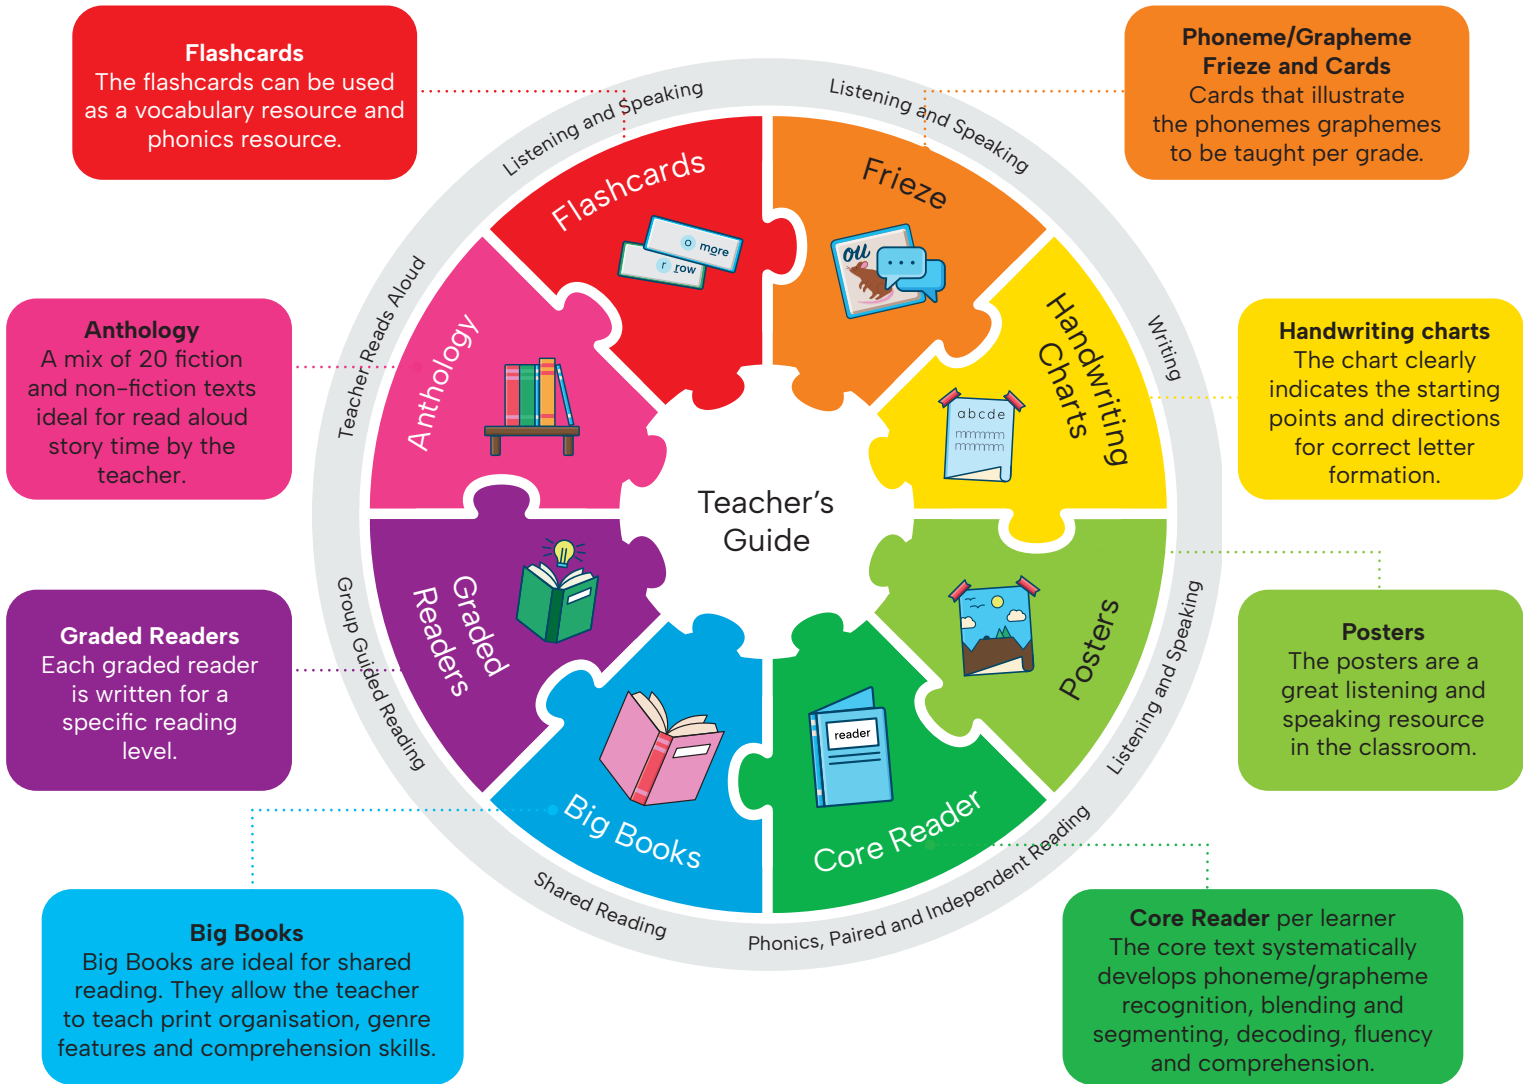 Flashcards
The flashcards can be used
as a vocabulary resource and
phonics resource.
Phoneme/Grapheme
Frieze and Cards
Cards that illustrate
the phonemes graphemes
to be taught per grade.
Anthology
A mix of 20 fiction
and non-fiction texts
ideal for read aloud
story time by the
teacher.
Handwriting charts
The chart clearly
indicates the starting
points and directions
for correct letter
formation.
Graded Readers
Each graded reader
is written for a
specific reading
level.
Posters
The posters are a
great listening and
speaking resource
in the classroom.
Big Books
Big Books are ideal for shared
reading. They allow the teacher
to teach print organisation, genre
features and comprehension skills.
Core Reader per learner
The core text systematically
develops phoneme/grapheme
recognition, blending and
segmenting, decoding, fluency
and comprehension.
Listening and Speaking
Listening and Speaking
Writing
Listening and Speaking
Phonics, Paired and Independent Reading
Shared Reading
Group Guided Reading
Teacher Reads Aloud
Flashcards
o more
r row
Frieze
ou
Handwriting
Charts
abcde
mmmmm
mmmmm
Posters
Core Reader
reader
Big Books
Graded
Readers
Anthology
Teacher's
Guide